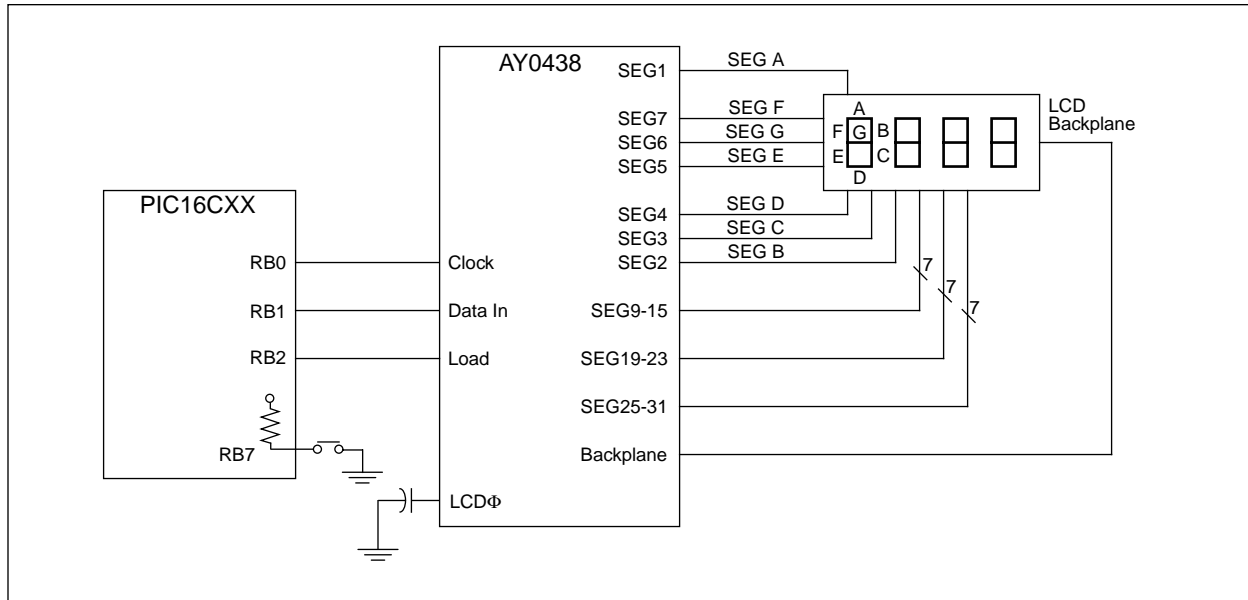 PIC16CXX
RB0
RB1
RB2
RB7
AY0438
Clock
Data In
Load
LCDΦ
SEG1
SEG7
SEG6
SEG5
SEG4
SEG3
SEG2
SEG9-15
SEG19-23
SEG25-31
Backplane
SEG A
SEG F
SEG G
SEG E
SEG D
SEG C
SEG B
A
F G B
E C
D
LCD
Backplane
7
7
7